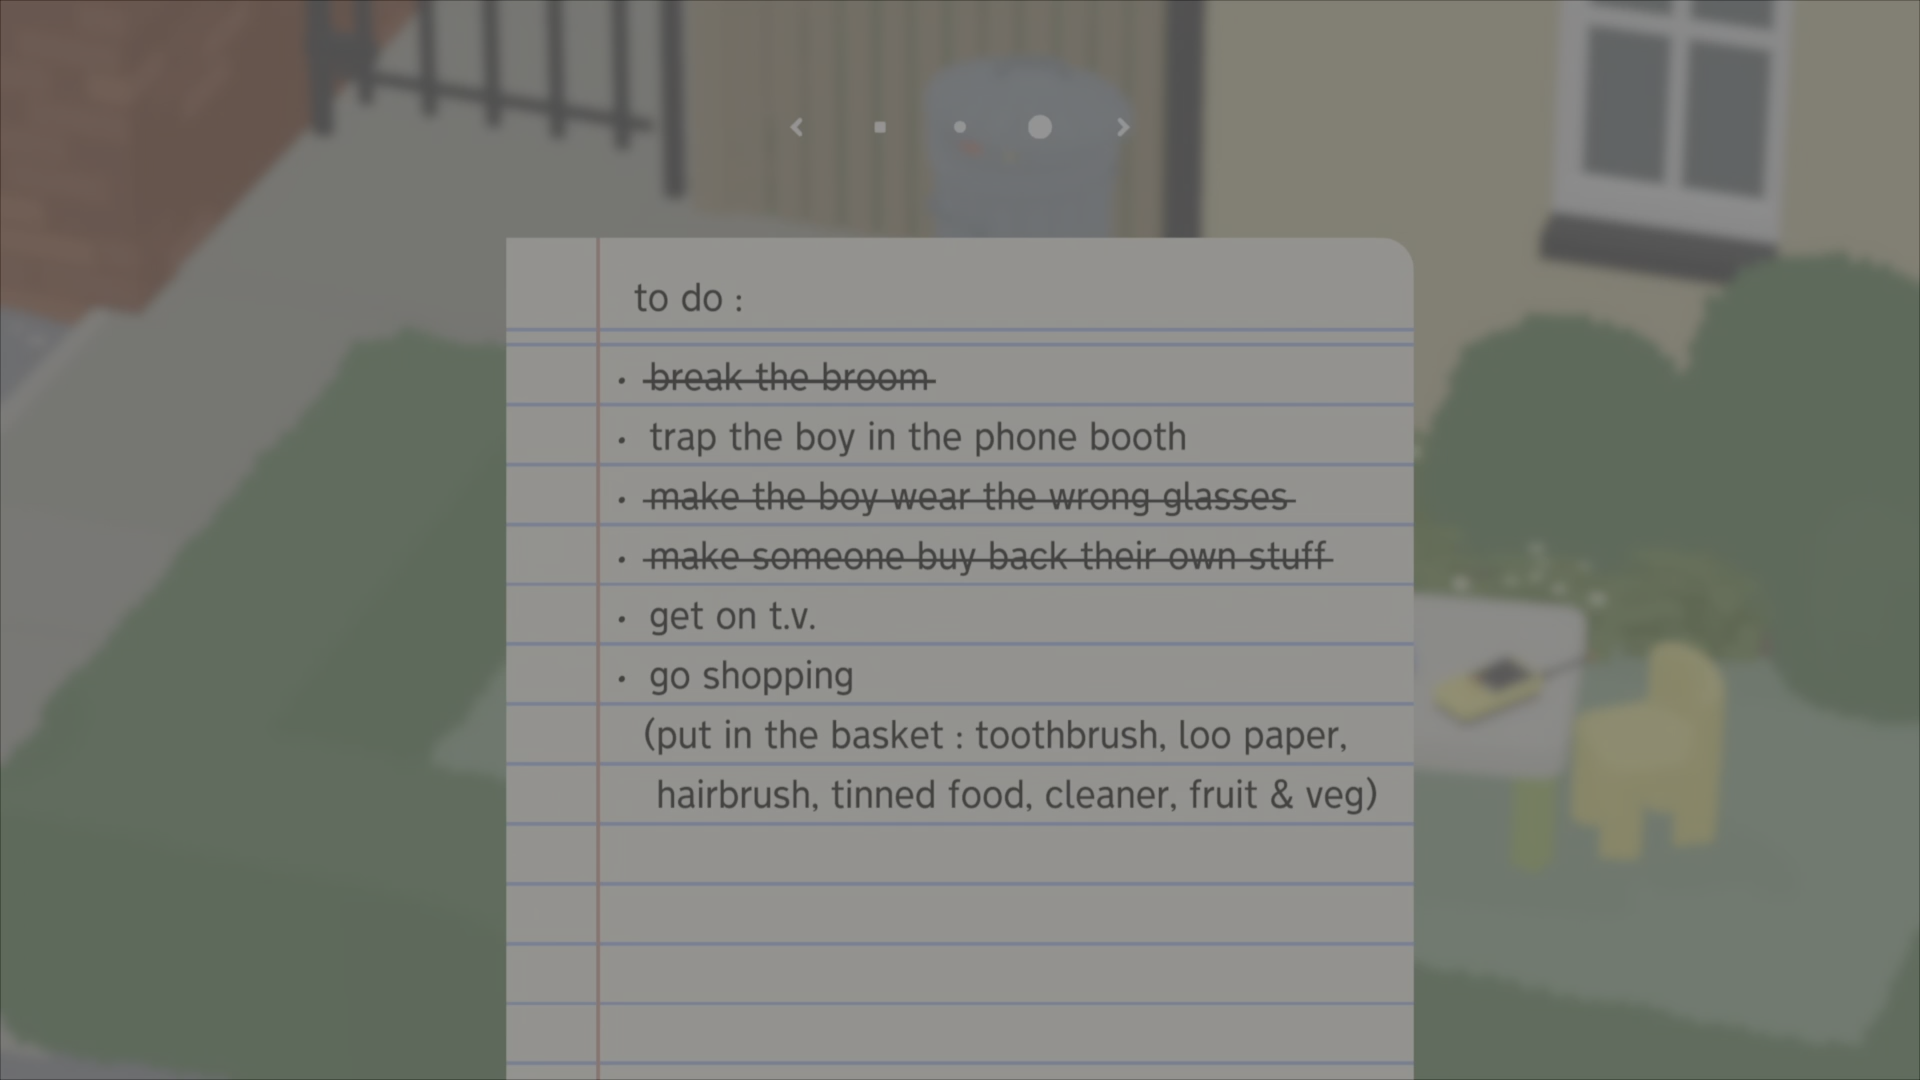 to do :
· break the broom
· trap the boy in the phone booth
· make the boy wear the wrong glasses
· make someone buy back their own stuff
· get on t.v.
· go shopping
(put in the basket : toothbrush, loo paper,
hairbrush, tinned food, cleaner, fruit & veg)